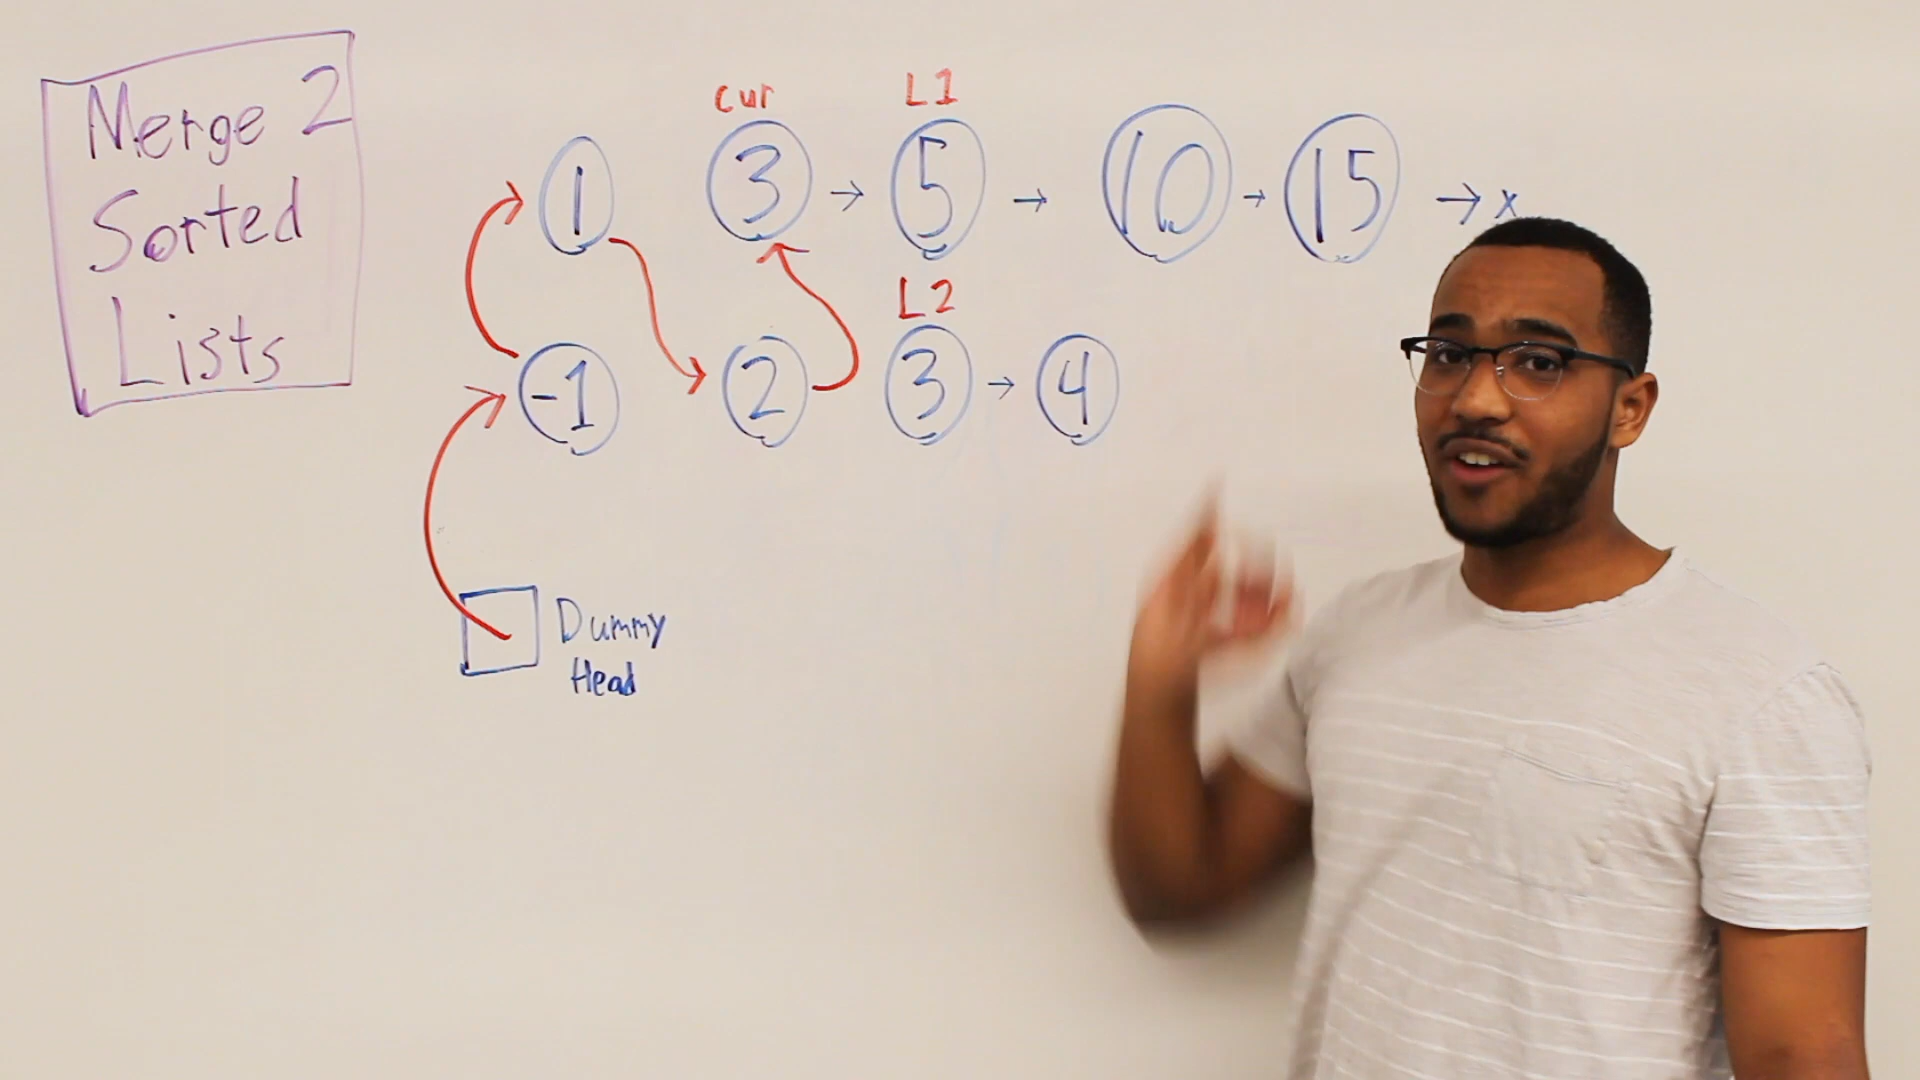 Merge 2
Sorted
Lists
cur
L1
1
3 → 5 → 10 → 15 → x
L2
-1
2
3 → 4
Dummy
Head